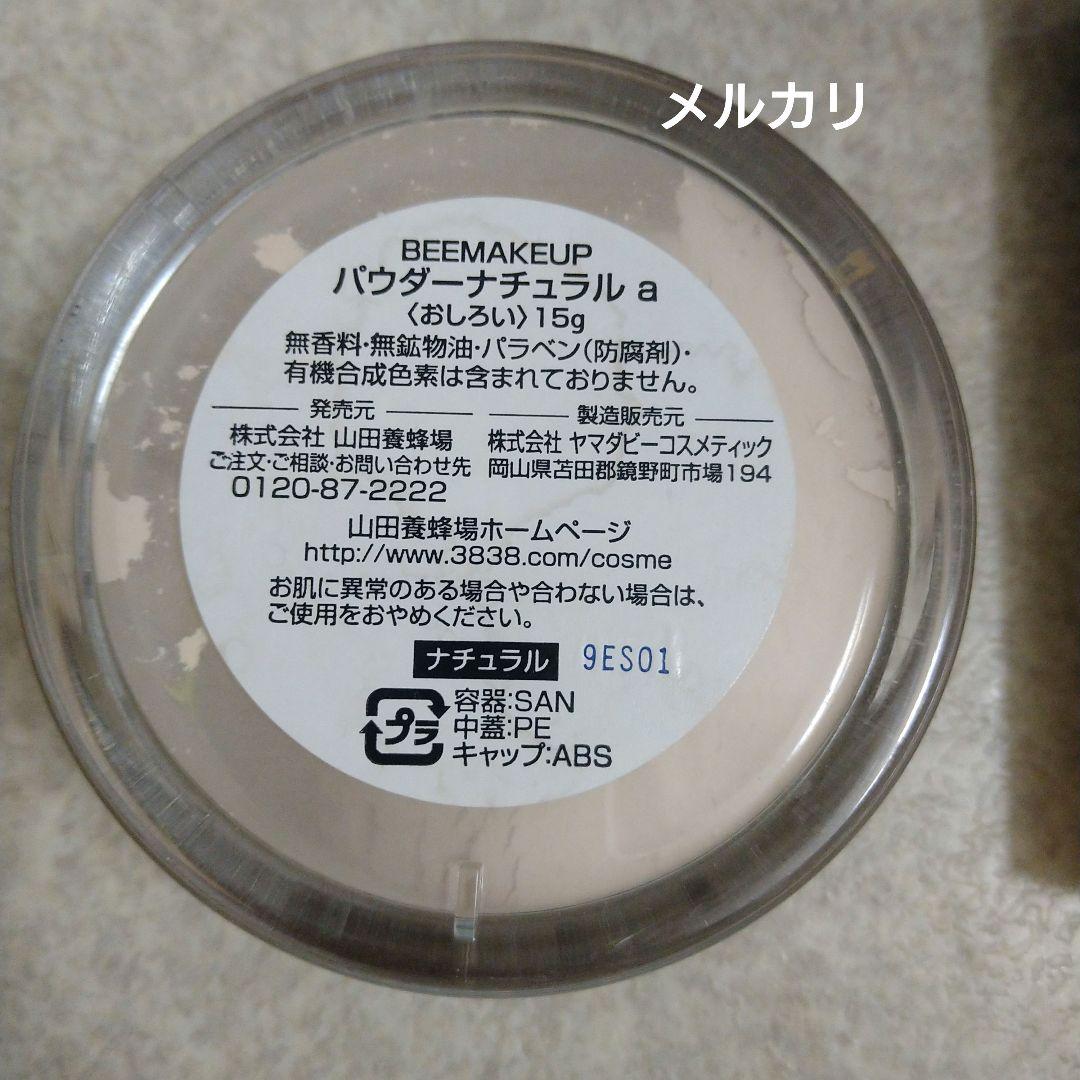 メルカリ
BEEMAKEUP
パウダーナチュラル a
〈おしろい〉15g
無香料・無鉱物油・パラベン(防腐剤)・
有機合成色素は含まれておりません。
発売元
株式会社 山田養蜂場
ご注文・ご相談・お問い合わせ先
0120-87-2222
製造販売元
株式会社 ヤマダビーコスメティック
岡山県苫田郡鏡野町市場194
山田養蜂場ホームページ
http://www.3838.com/cosme
お肌に異常のある場合や合わない場合は、
ご使用をおやめください。
ナチュラル 9ES01
プラ
容器:SAN
中蓋:PE
キャップ:ABS